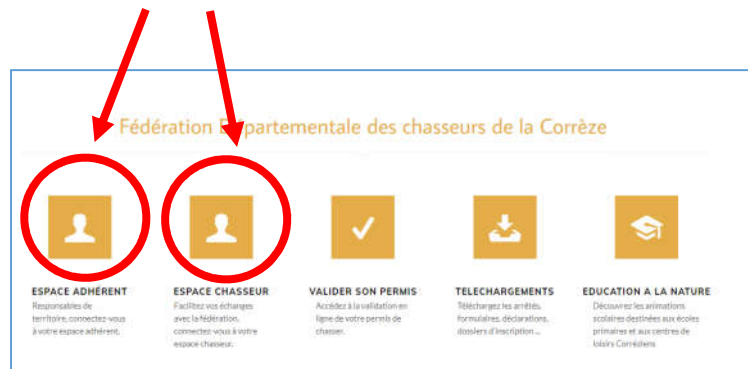 Fédération Départementale des chasseurs de la Corrèze
ESPACE ADHÉRENT
Responsables de
territoire, connectez-vous
à votre espace adhérent.
ESPACE CHASSEUR
Facilitez vos échanges
avec la fédération,
connectez-vous à votre
espace chasseur.
VALIDER SON PERMIS
Accédez à la validation en
ligne de votre permis de
chasser.
TELECHARGEMENTS
Téléchargez les arrêtés,
formulaires, déclarations,
dossiers d'inscription ...
EDUCATION A LA NATURE
Découvrez les animations
scolaires destinées aux écoles
primaires et aux centres de
loisirs Corréziens